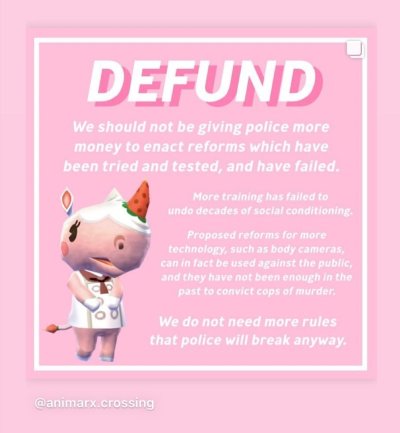 DEFUND
We should not be giving police more
money to enact reforms which have
been tried and tested, and have failed.
More training has failed to
undo decades of social conditioning.
Proposed reforms for more
technology, such as body cameras,
can in fact be used against the public,
and they have not been enough in the
past to convict cops of murder.
We do not need more rules
that police will break anyway.
@animarx.crossing